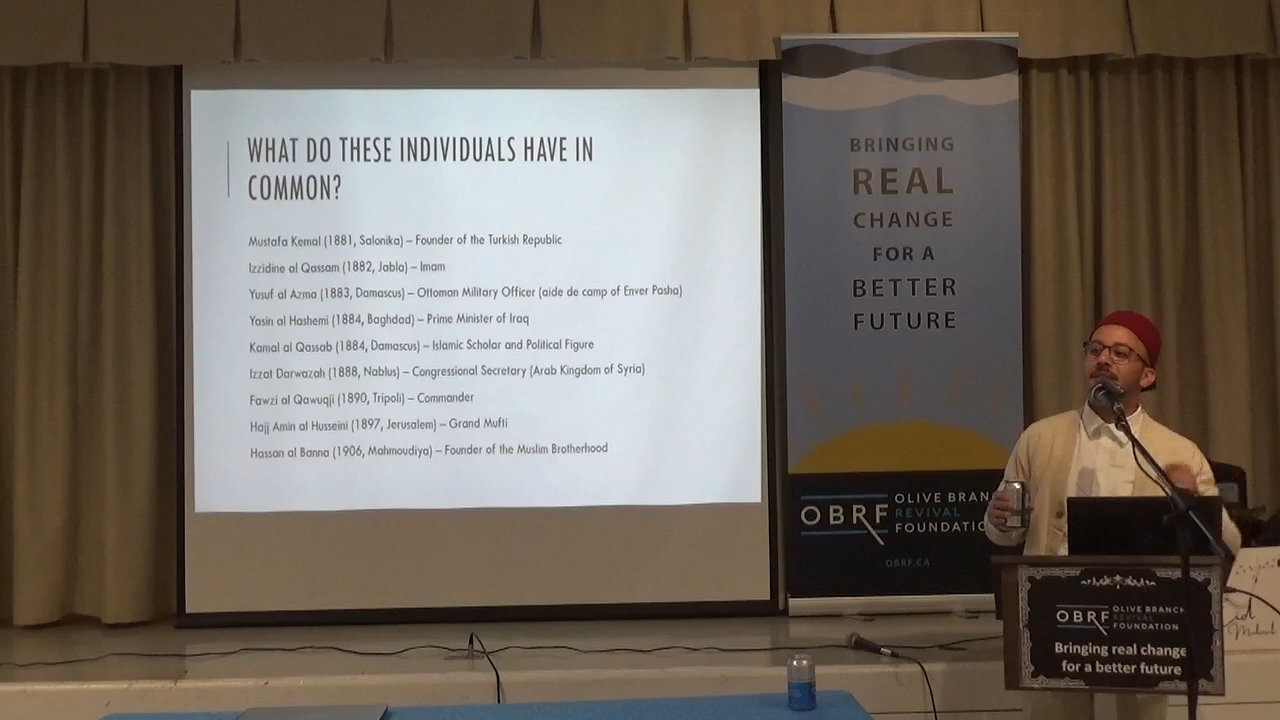 WHAT DO THESE INDIVIDUALS HAVE IN
COMMON?
Mustafa Kemal (1881, Salonika) – Founder of the Turkish Republic
Izzidine al Qassam (1882, Jabla) – Imam
Yusuf al Azma (1883, Damascus) – Ottoman Military Officer (aide de camp of Enver Pasha)
Yasin al Hashemi (1884, Baghdad) – Prime Minister of Iraq
Kamal al Qassab (1884, Damascus) – Islamic Scholar and Political Figure
Izzat Darwazah (1888, Nablus) – Congressional Secretary (Arab Kingdom of Syria)
Fawzi al Qawuqji (1890, Tripoli) – Commander
Hajj Amin al Husseini (1897, Jerusalem) – Grand Mufti
Hassan al Banna (1906, Mahmoudiya) – Founder of the Muslim Brotherhood
BRINGING
REAL
CHANGE
FOR A
BETTER
FUTURE
OBRF
OLIVE BRAN
REVIVAL
FOUNDATIO
OBRF.CA
OBRF
OLIVE BRANCH
REVIVAL
FOUNDATION
Bringing real change
for a better future